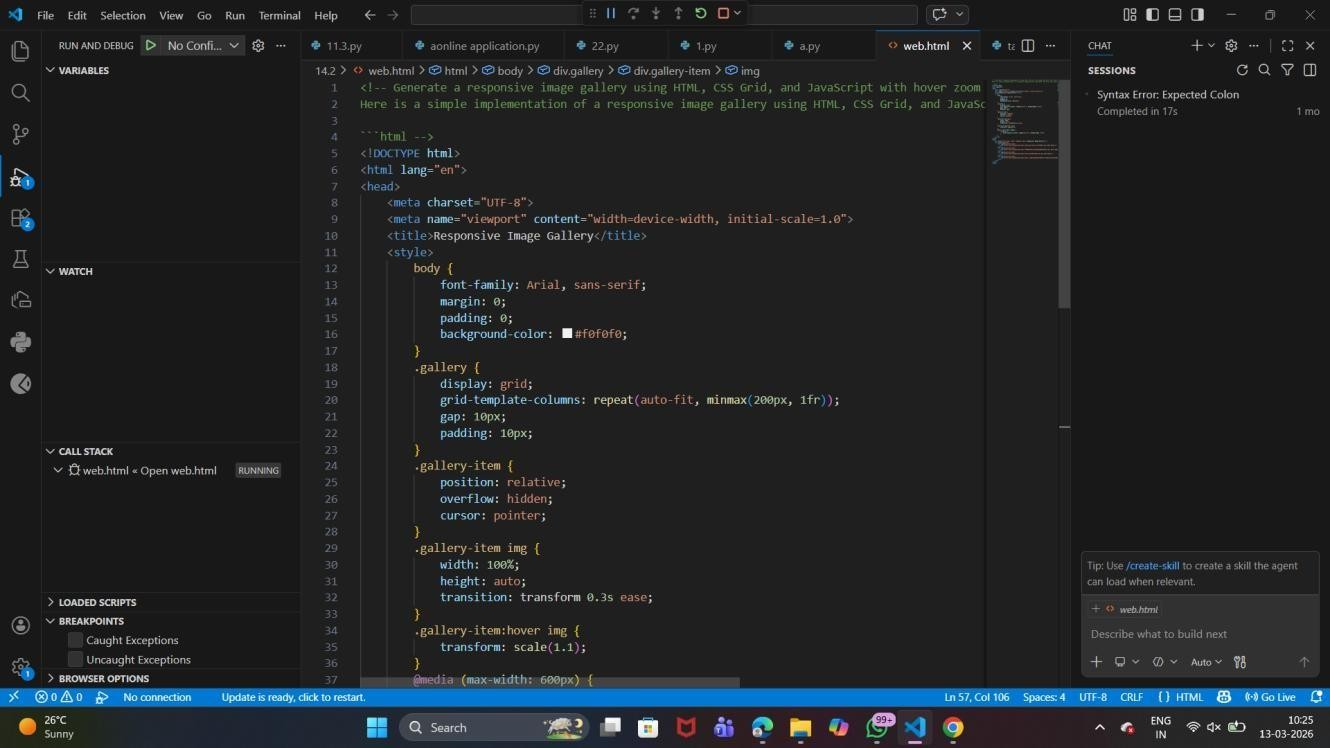 File Edit Selection View Go Run Terminal Help
RUN AND DEBUG No Confi...
11.3.py aonline application.py 22.py 1.py a.py web.html
CHAT
14.2 > web.html > html > body > div.gallery > div.gallery-item > img
VARIABLES
WATCH
CALL STACK
web.html « Open web.html RUNNING
LOADED SCRIPTS
BREAKPOINTS
Caught Exceptions
Uncaught Exceptions
BROWSER OPTIONS
1 <!-- Generate a responsive image gallery using HTML, CSS Grid, and JavaScript with hover zoom
2 Here is a simple implementation of a responsive image gallery using HTML, CSS Grid, and JavaSc
3
4 ```html -->
5 <!DOCTYPE html>
6 <html lang="en">
7 <head>
8 <meta charset="UTF-8">
9 <meta name="viewport" content="width=device-width, initial-scale=1.0">
10 <title>Responsive Image Gallery</title>
11 <style>
12 body {
13 font-family: Arial, sans-serif;
14 margin: 0;
15 padding: 0;
16 background-color: #f0f0f0;
17 }
18 .gallery {
19 display: grid;
20 grid-template-columns: repeat(auto-fit, minmax(200px, 1fr));
21 gap: 10px;
22 padding: 10px;
23 }
24 .gallery-item {
25 position: relative;
26 overflow: hidden;
27 cursor: pointer;
28 }
29 .gallery-item img {
30 width: 100%;
31 height: auto;
32 transition: transform 0.3s ease;
33 }
34 .gallery-item:hover img {
35 transform: scale(1.1);
36 }
37 @media (max-width: 600px) {
SESSIONS
Syntax Error: Expected Colon
Completed in 17s 1 mo
Tip: Use /create-skill to create a skill the agent
can load when relevant.
web.html
Describe what to build next
Auto
0 0 No connection Update is ready, click to restart. Ln 57, Col 106 Spaces: 4 UTF-8 CRLF {} HTML Go Live
1
2
1
26°C
Sunny
Search
99+
ENG
IN
10:25
13-03-2026